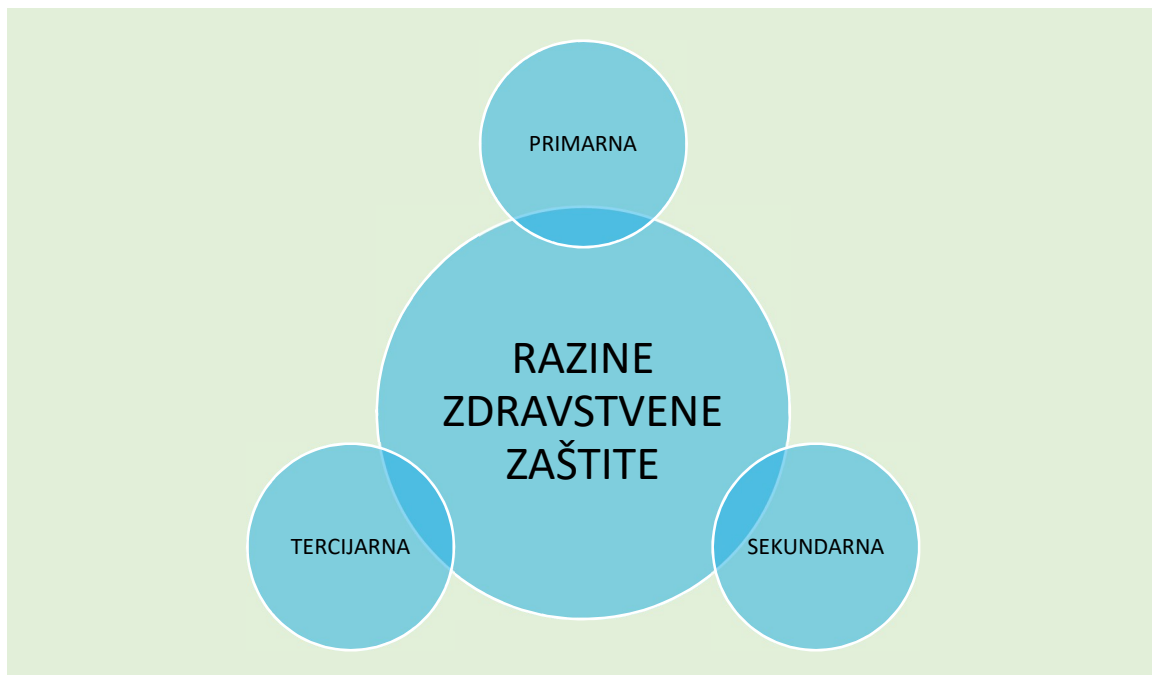 PRIMARNA
RAZINE
ZDRAVSTVENE
ZAŠTITE
TERCIJARNA
SEKUNDARNA